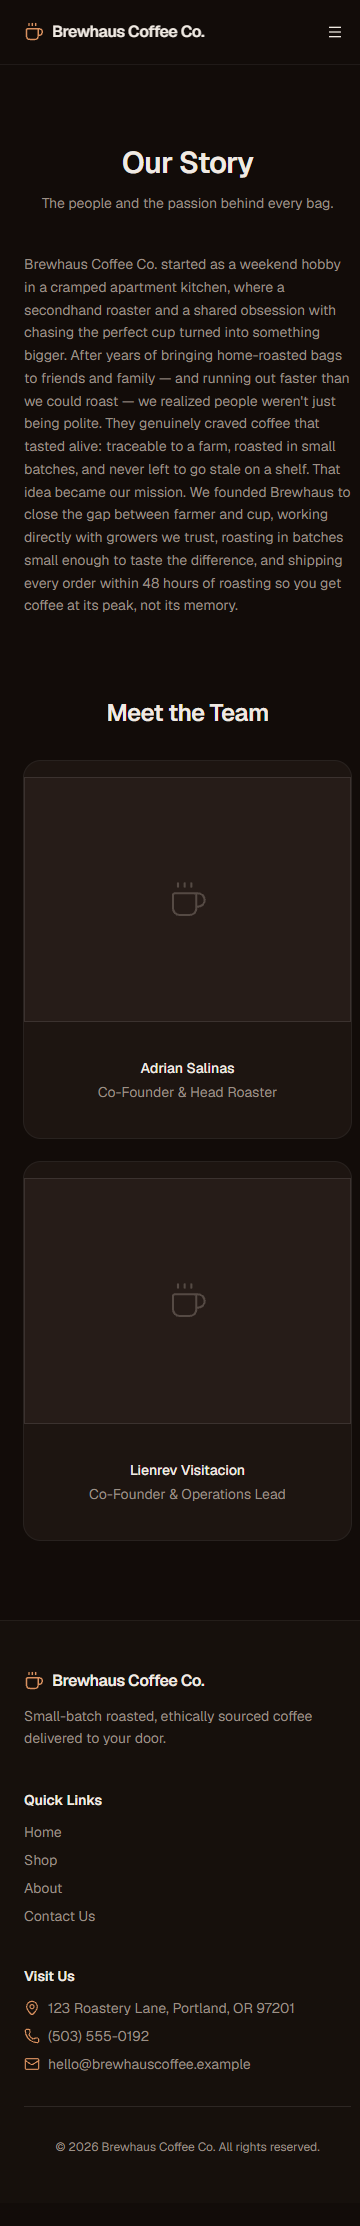 Brewhaus Coffee Co.
Our Story
The people and the passion behind every bag.
Brewhaus Coffee Co. started as a weekend hobby
in a cramped apartment kitchen, where a
secondhand roaster and a shared obsession with
chasing the perfect cup turned into something
bigger. After years of bringing home-roasted bags
to friends and family — and running out faster than
we could roast — we realized people weren't just
being polite. They genuinely craved coffee that
tasted alive: traceable to a farm, roasted in small
batches, and never left to go stale on a shelf. That
idea became our mission. We founded Brewhaus to
close the gap between farmer and cup, working
directly with growers we trust, roasting in batches
small enough to taste the difference, and shipping
every order within 48 hours of roasting so you get
coffee at its peak, not its memory.
Meet the Team
Adrian Salinas
Co-Founder & Head Roaster
Lienrev Visitacion
Co-Founder & Operations Lead
Brewhaus Coffee Co.
Small-batch roasted, ethically sourced coffee
delivered to your door.
Quick Links
Home
Shop
About
Contact Us
Visit Us
123 Roastery Lane, Portland, OR 97201
(503) 555-0192
hello@brewhauscoffee.example
© 2026 Brewhaus Coffee Co. All rights reserved.